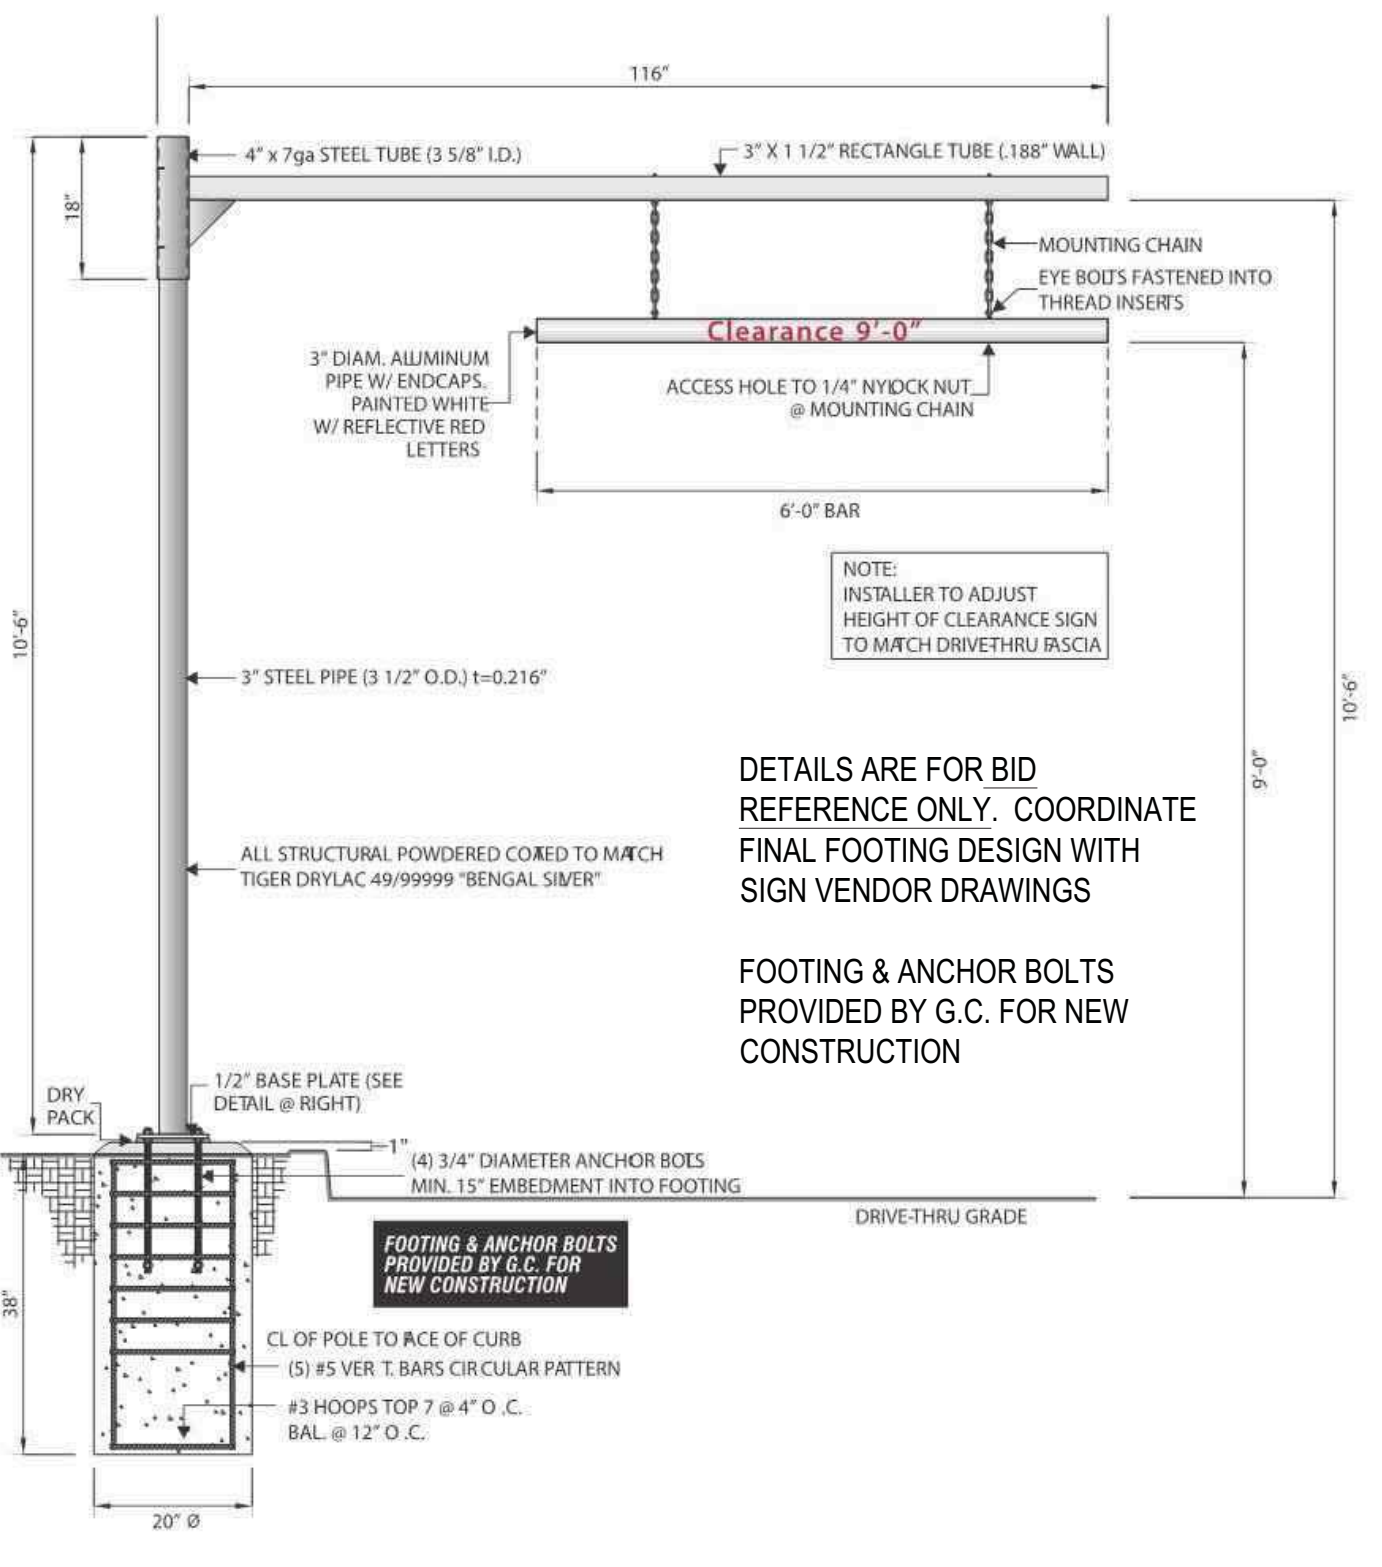 116"
4" x 7ga STEEL TUBE (3 5/8" I.D.)
3" X 1 1/2" RECTANGLE TUBE (.188" WALL)
18"
MOUNTING CHAIN
EYE BOLTS FASTENED INTO
THREAD INSERTS
Clearance 9'-0"
3" DIAM. ALUMINUM
PIPE W/ ENDCAPS.
PAINTED WHITE
W/ REFLECTIVE RED
LETTERS
ACCESS HOLE TO 1/4" NYLOCK NUT
@ MOUNTING CHAIN
6'-0" BAR
NOTE:
INSTALLER TO ADJUST
HEIGHT OF CLEARANCE SIGN
TO MATCH DRIVE-THRU FASCIA
10'-6"
3" STEEL PIPE (3 1/2" O.D.) t=0.216"
10'-6"
9'-0"
DETAILS ARE FOR BID
REFERENCE ONLY. COORDINATE
FINAL FOOTING DESIGN WITH
SIGN VENDOR DRAWINGS
ALL STRUCTURAL POWDERED COATED TO MATCH
TIGER DRYLAC 49/99999 "BENGAL SILVER"
FOOTING & ANCHOR BOLTS
PROVIDED BY G.C. FOR NEW
CONSTRUCTION
1/2" BASE PLATE (SEE
DETAIL @ RIGHT)
DRY
PACK
1"
(4) 3/4" DIAMETER ANCHOR BOLTS
MIN. 15" EMBEDMENT INTO FOOTING
DRIVE-THRU GRADE
FOOTING & ANCHOR BOLTS
PROVIDED BY G.C. FOR
NEW CONSTRUCTION
38"
CL OF POLE TO FACE OF CURB
(5) #5 VERT. BARS CIRCULAR PATTERN
#3 HOOPS TOP 7 @ 4" O.C.
BAL. @ 12" O.C.
20" Ø